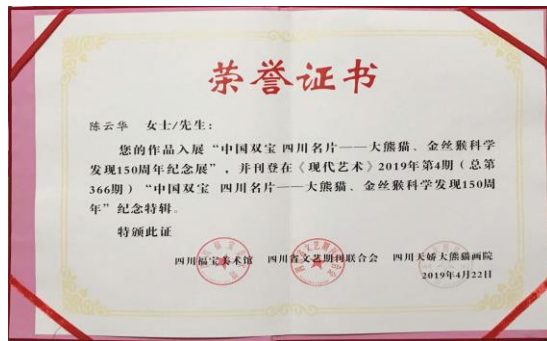 荣誉证书
陈云华 女士/先生：
您的作品入展“中国双宝 四川名片——大熊猫、金丝猴科学
发现150周年纪念展”，并刊登在《现代艺术》2019年第4期（总第
366期）“中国双宝 四川名片——大熊猫、金丝猴科学发现150周
年”纪念特辑。
特颁此证
四川福宝美术馆 四川省文艺期刊联合会 四川天娇大熊猫画院
2019年4月22日